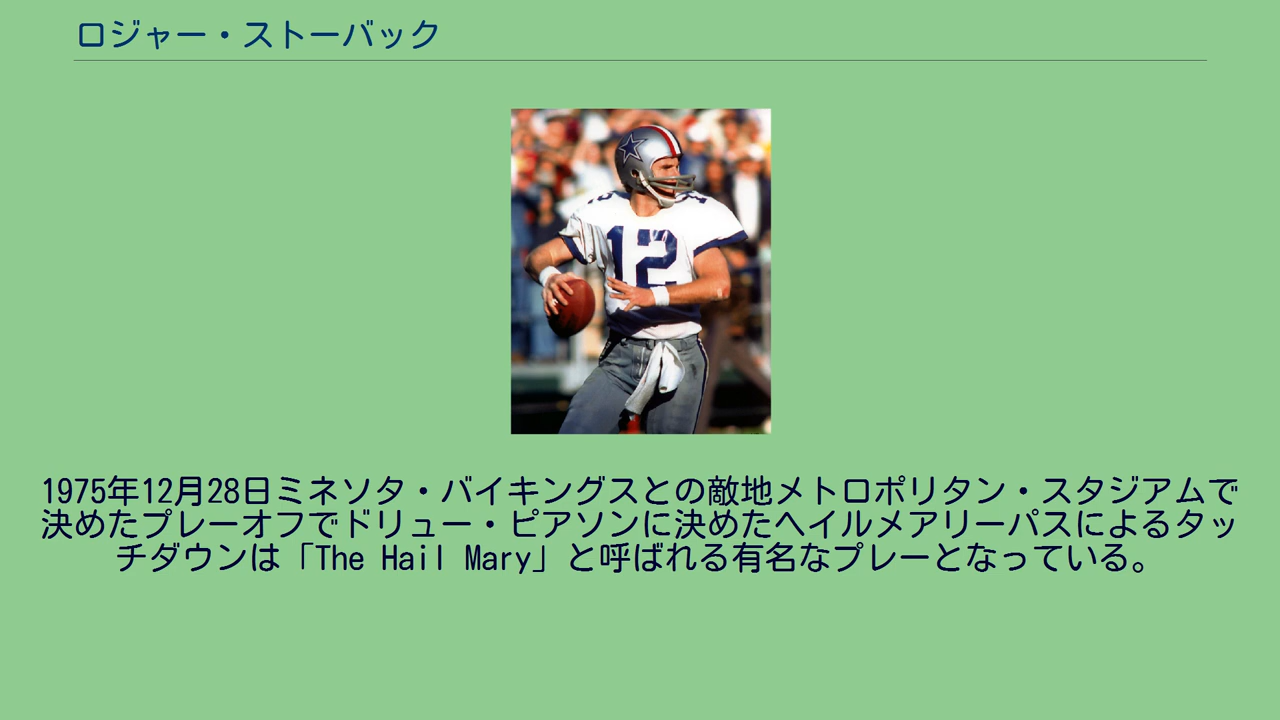 ロジャー・ストーバック
12
1975年12月28日ミネソタ・バイキングスとの敵地メトロポリタン・スタジアムで
決めたプレーオフでドリュー・ピアソンに決めたヘイルメアリーパスによるタッ
チダウンは「The Hail Mary」と呼ばれる有名なプレーとなっている。